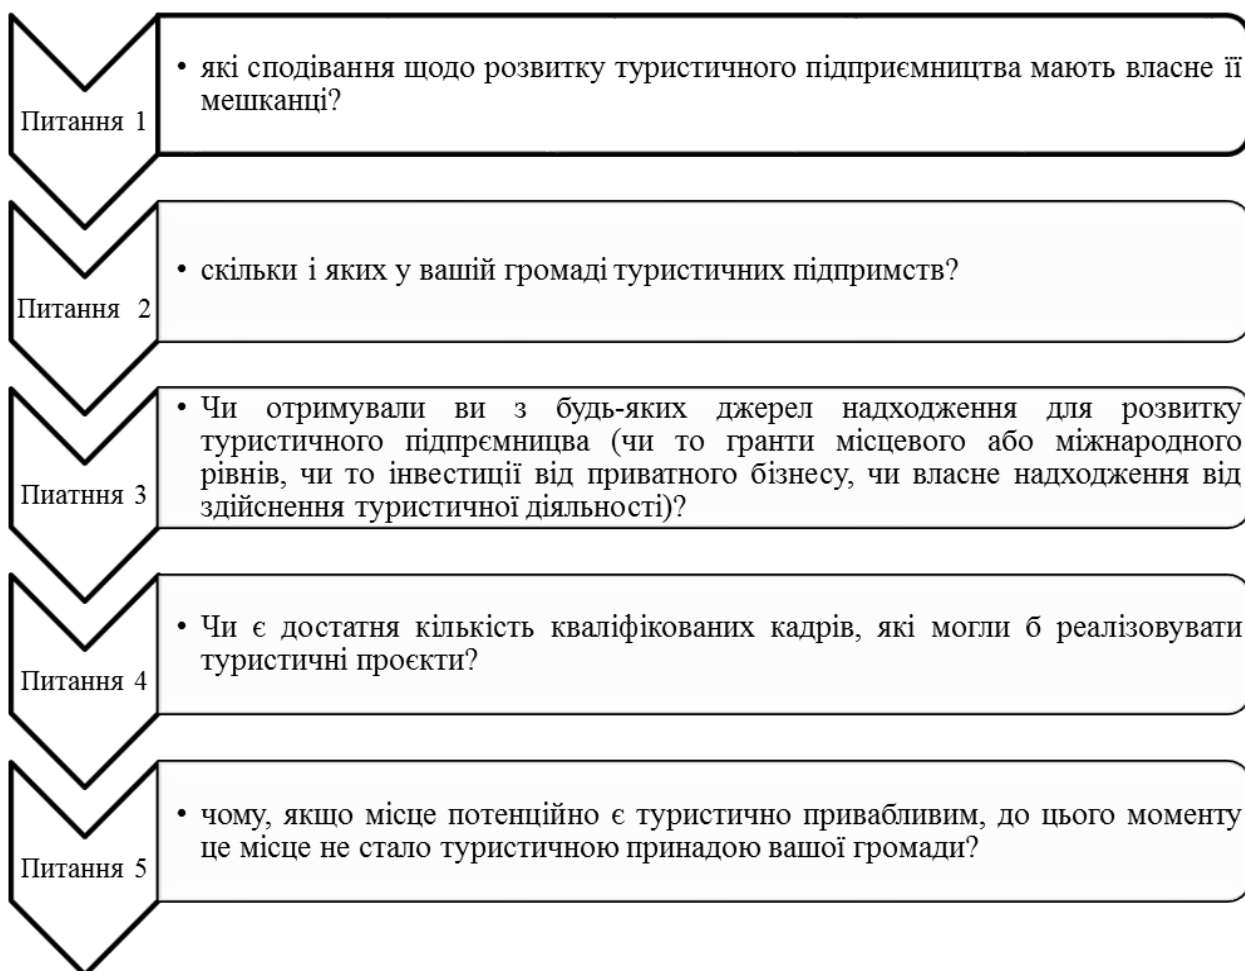 Питання 1
• які сподівання щодо розвитку туристичного підприємництва мають власне її
мешканці?
Питання 2
• скільки і яких у вашій громаді туристичних підпримств?
Пиатння 3
• Чи отримували ви з будь-яких джерел надходження для розвитку
туристичного підпрємницва (чи то гранти місцевого або міжнародного
рівнів, чи то інвестиції від приватного бізнесу, чи власне надходження від
здійснення туристичної діяльності)?
Питання 4
• Чи є достатня кількість кваліфікованих кадрів, які могли б реалізовувати
туристичні проєкти?
Питання 5
• чому, якщо місце потенційно є туристично привабливим, до цього моменту
це місце не стало туристичною принадою вашої громади?